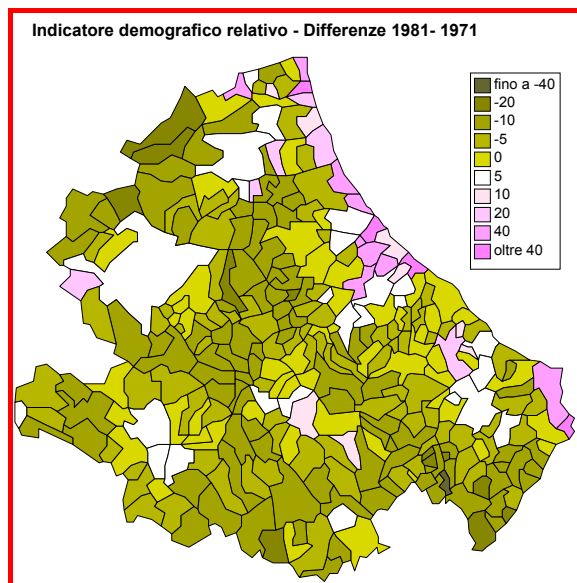 Indicatore demografico relativo - Differenze 1981- 1971
fino a -40
-20
-10
-5
0
5
10
20
40
oltre 40